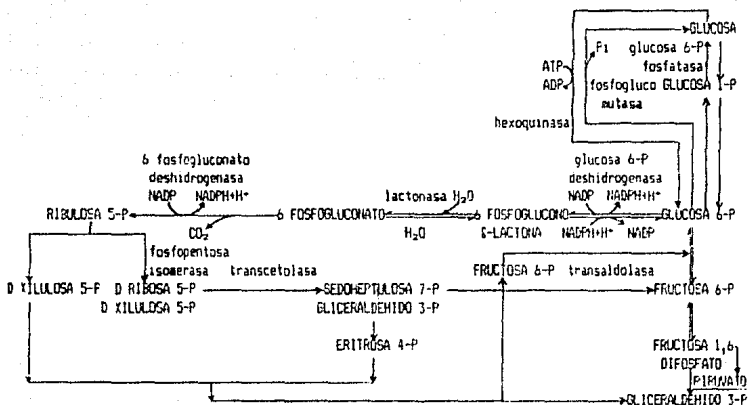 GLUCOSA
Pi glucosa 6-P
ATP fosfatasa
ADP fosfogluco GLUCOSA 1-P
mutasa
hexoquinasa
6 fosfogluconato glucosa 6-P
deshidrogenasa deshidrogenasa
NADP NADPH+H+ lactonasa H2O NADP NADPH+H+
RIBULOSA 5-P 6 FOSFOGLUCONATO 6 FOSFOGLUCONO GLUCOSA 6-P
CO2 H2O 6-LACTONA NADPH+H+ NADP
fosfopentosa
isomerasa transcetolasa FRUCTOSA 6-P transaldolasa
D XILULOSA 5-P D RIBOSA 5-P SEDOHEPTULOSA 7-P FRUCTOSA 6-P
D XILULOSA 5-P GLICERALDEHIDO 3-P
ERITROSA 4-P FRUCTOSA 1,6
DIFOSFATO
PIRUVATO
GLICERALDEHIDO 3-P